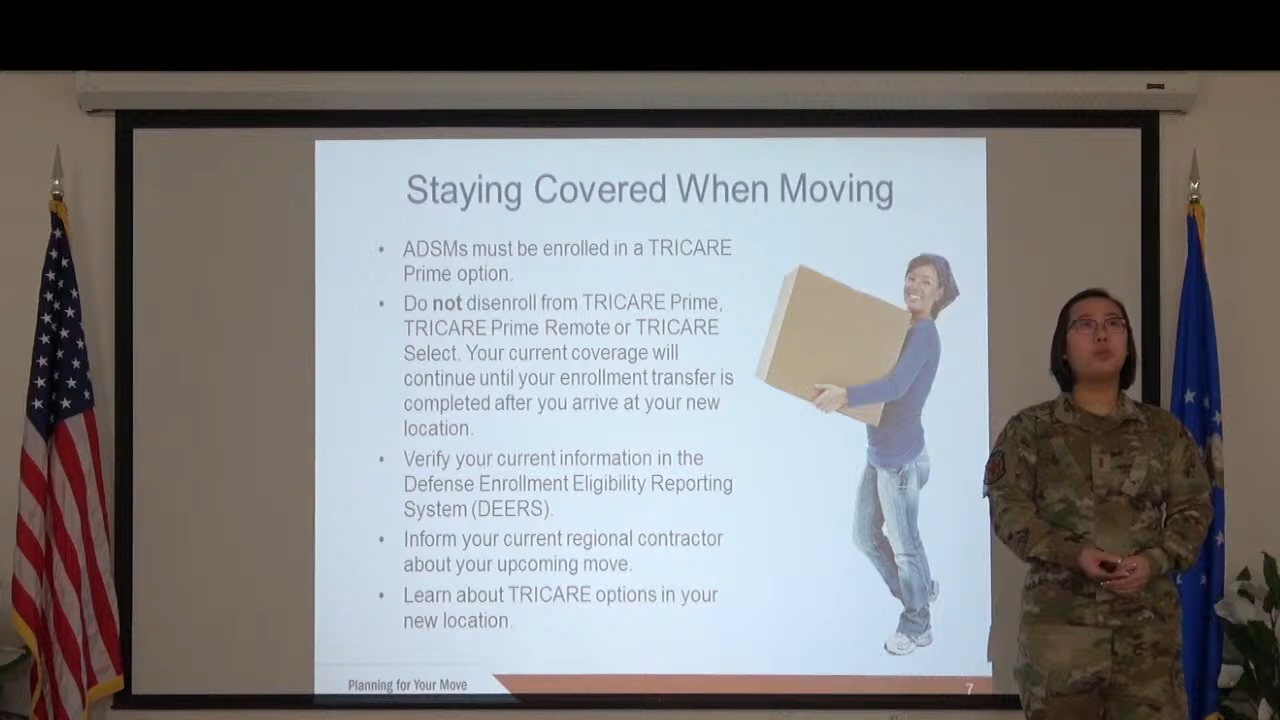 Staying Covered When Moving
• ADSMs must be enrolled in a TRICARE
Prime option.
• Do not disenroll from TRICARE Prime,
TRICARE Prime Remote or TRICARE
Select. Your current coverage will
continue until your enrollment transfer is
completed after you arrive at your new
location.
• Verify your current information in the
Defense Enrollment Eligibility Reporting
System (DEERS).
• Inform your current regional contractor
about your upcoming move.
• Learn about TRICARE options in your
new location.
Planning for Your Move
7